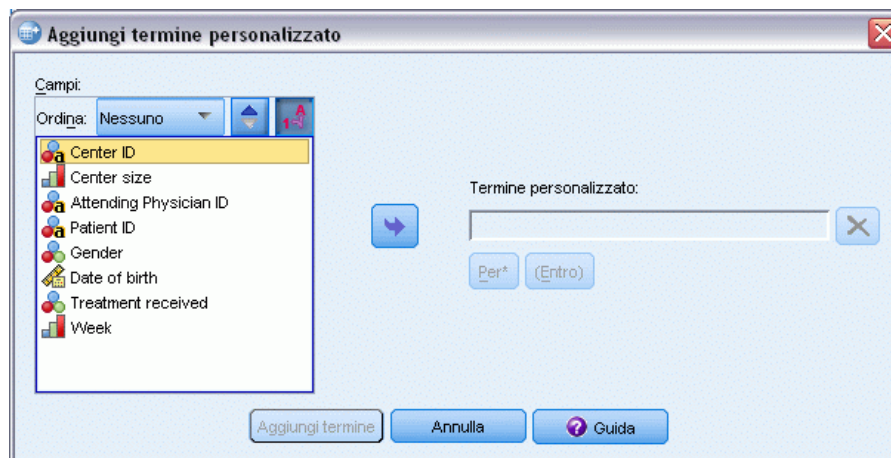 Aggiungi termine personalizzato
Campi:
Ordina: Nessuno
Center ID
Center size
Attending Physician ID
Patient ID
Gender
Date of birth
Treatment received
Week
Termine personalizzato:
Per* (Entro)
Aggiungi termine Annulla Guida